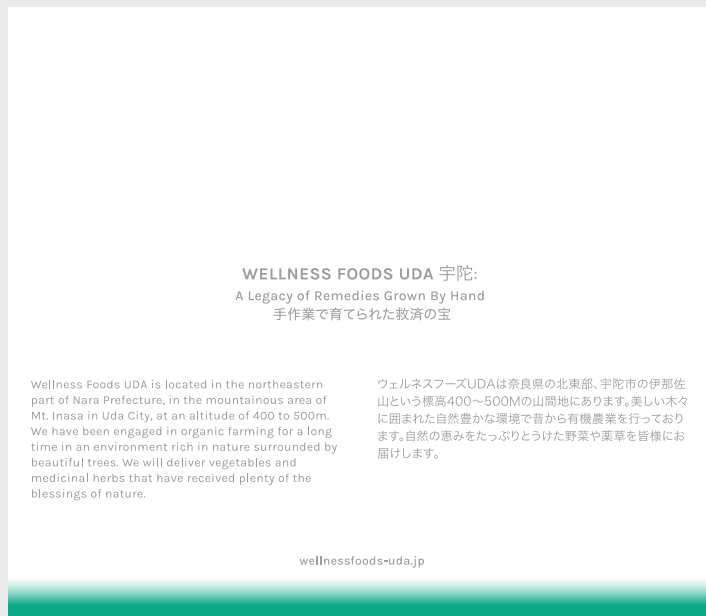 WELLNESS FOODS UDA 宇陀:
A Legacy of Remedies Grown By Hand
手作業で育てられた救済の宝
Wellness Foods UDA is located in the northeastern
part of Nara Prefecture, in the mountainous area of
Mt. Inasa in Uda City, at an altitude of 400 to 500m.
We have been engaged in organic farming for a long
time in an environment rich in nature surrounded by
beautiful trees. We will deliver vegetables and
medicinal herbs that have received plenty of the
blessings of nature.
ウェルネスフーズUDAは奈良県の北東部、宇陀市の伊那佐
山という標高400〜500Mの山間地にあります。美しい木々
に囲まれた自然豊かな環境で昔から有機農業を行っており
ます。自然の恵みをたっぷりとうけた野菜や薬草を皆様にお
届けします。
wellnessfoods-uda.jp